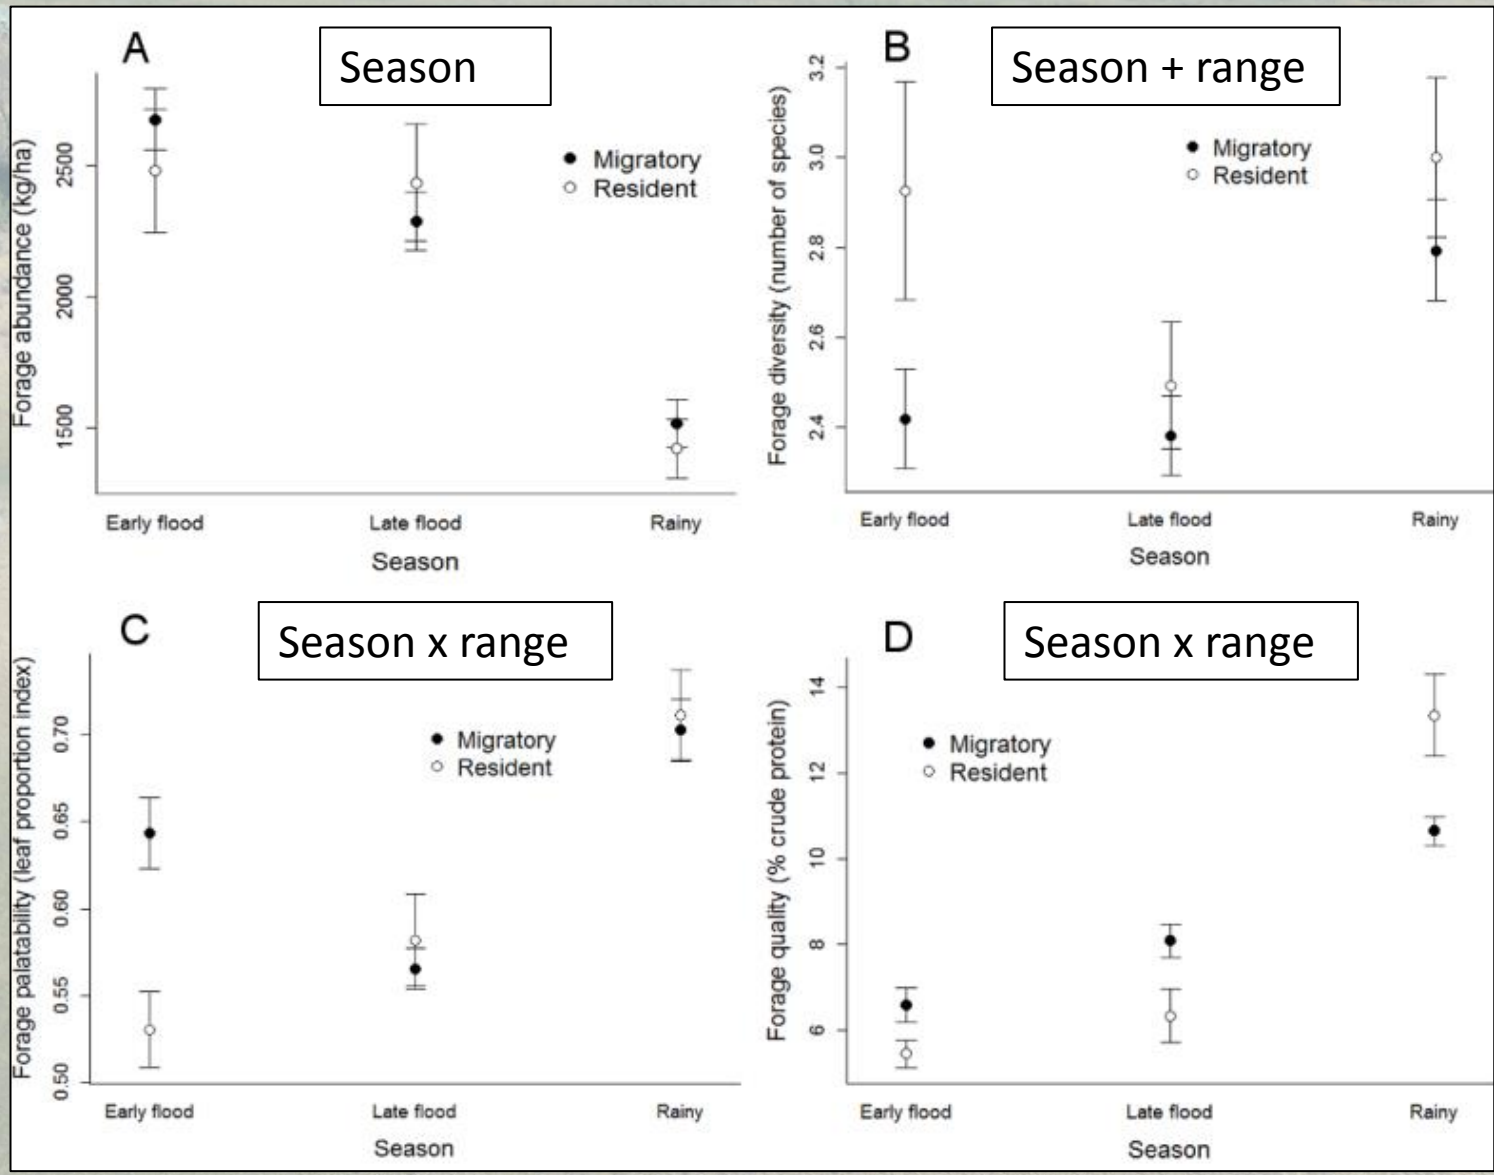 A
Season
Forage abundance (kg/ha)
2500
2000
1500
Migratory
Resident
Early flood
Late flood
Rainy
Season
B
Season + range
Forage diversity (number of species)
3.2
3.0
2.8
2.6
2.4
Migratory
Resident
Early flood
Late flood
Rainy
Season
C
Season x range
Forage palatability (leaf proportion index)
0.70
0.65
0.60
0.55
0.50
Migratory
Resident
Early flood
Late flood
Rainy
Season
D
Season x range
Forage quality (% crude protein)
14
12
10
8
6
Migratory
Resident
Early flood
Late flood
Rainy
Season